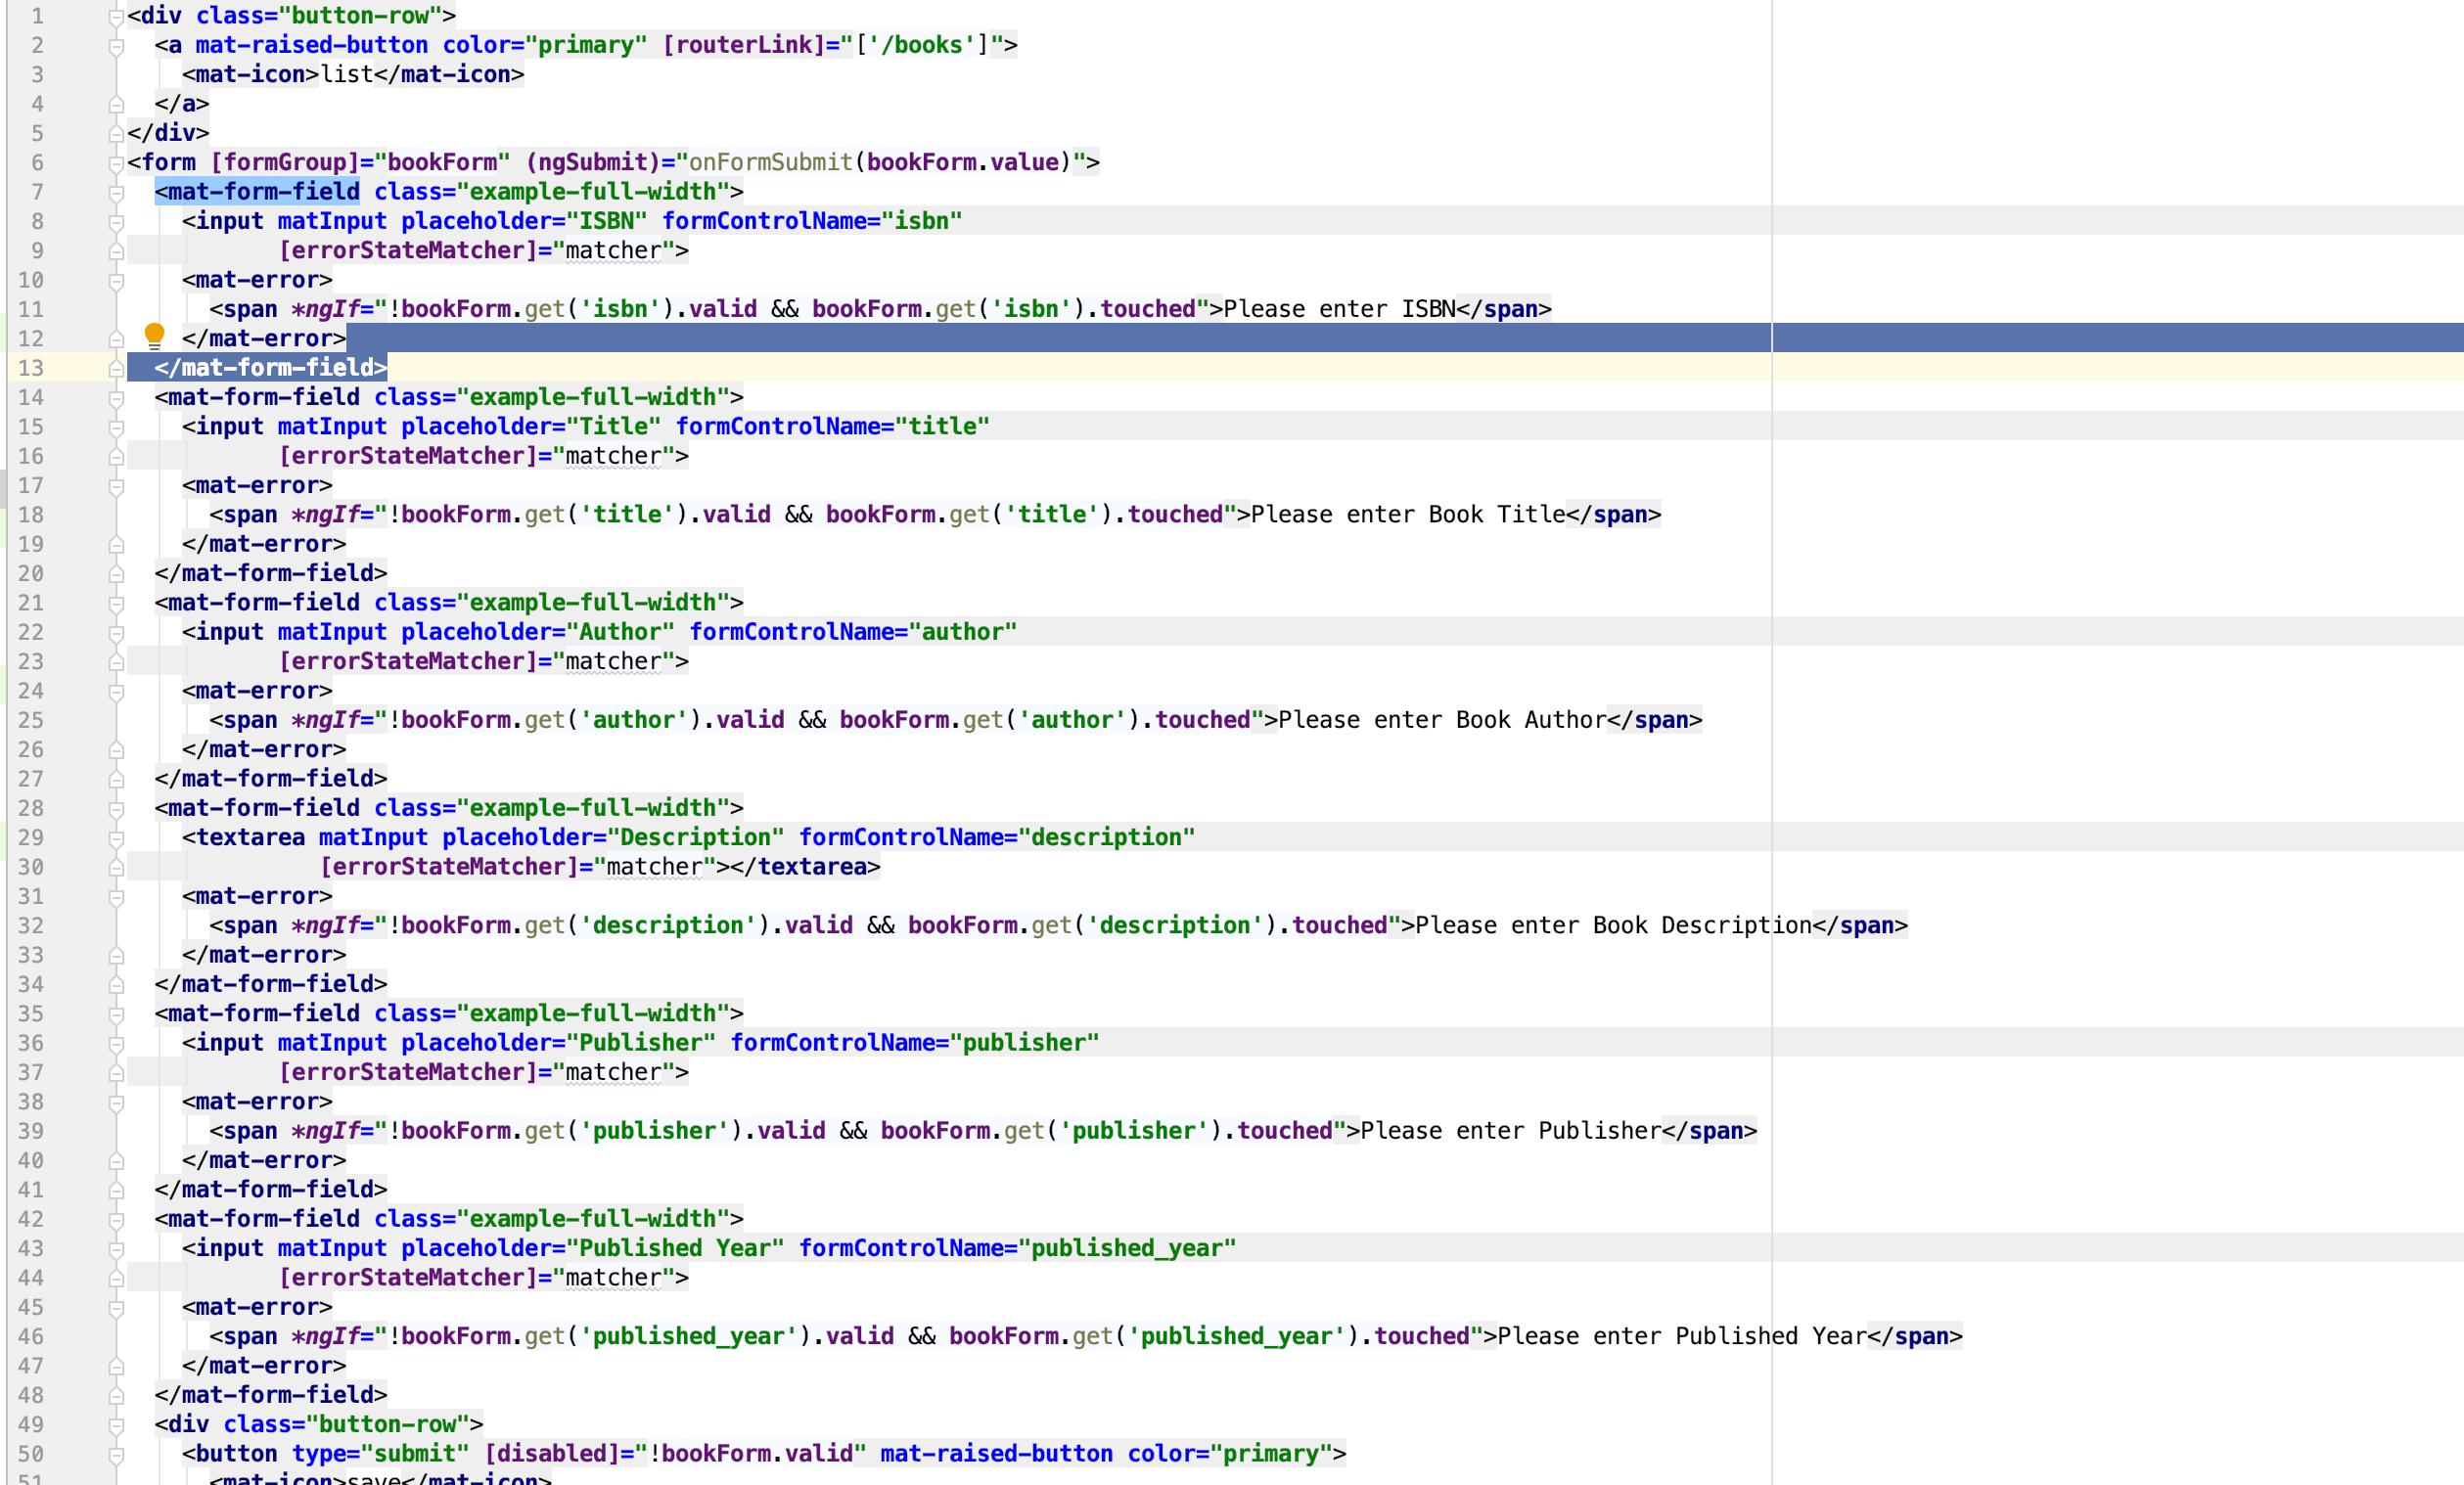 1 <div class="button-row">
2   <a mat-raised-button color="primary" [routerLink]="['/books']">
3     <mat-icon>list</mat-icon>
4   </a>
5 </div>
6 <form [formGroup]="bookForm" (ngSubmit)="onFormSubmit(bookForm.value)">
7   <mat-form-field class="example-full-width">
8     <input matInput placeholder="ISBN" formControlName="isbn"
9            [errorStateMatcher]="matcher">
10     <mat-error>
11       <span *ngIf="!bookForm.get('isbn').valid && bookForm.get('isbn').touched">Please enter ISBN</span>
12     </mat-error>
13   </mat-form-field>
14   <mat-form-field class="example-full-width">
15     <input matInput placeholder="Title" formControlName="title"
16            [errorStateMatcher]="matcher">
17     <mat-error>
18       <span *ngIf="!bookForm.get('title').valid && bookForm.get('title').touched">Please enter Book Title</span>
19     </mat-error>
20   </mat-form-field>
21   <mat-form-field class="example-full-width">
22     <input matInput placeholder="Author" formControlName="author"
23            [errorStateMatcher]="matcher">
24     <mat-error>
25       <span *ngIf="!bookForm.get('author').valid && bookForm.get('author').touched">Please enter Book Author</span>
26     </mat-error>
27   </mat-form-field>
28   <mat-form-field class="example-full-width">
29     <textarea matInput placeholder="Description" formControlName="description"
30               [errorStateMatcher]="matcher"></textarea>
31     <mat-error>
32       <span *ngIf="!bookForm.get('description').valid && bookForm.get('description').touched">Please enter Book Description</span>
33     </mat-error>
34   </mat-form-field>
35   <mat-form-field class="example-full-width">
36     <input matInput placeholder="Publisher" formControlName="publisher"
37            [errorStateMatcher]="matcher">
38     <mat-error>
39       <span *ngIf="!bookForm.get('publisher').valid && bookForm.get('publisher').touched">Please enter Publisher</span>
40     </mat-error>
41   </mat-form-field>
42   <mat-form-field class="example-full-width">
43     <input matInput placeholder="Published Year" formControlName="published_year"
44            [errorStateMatcher]="matcher">
45     <mat-error>
46       <span *ngIf="!bookForm.get('published_year').valid && bookForm.get('published_year').touched">Please enter Published Year</span>
47     </mat-error>
48   </mat-form-field>
49   <div class="button-row">
50     <button type="submit" [disabled]="!bookForm.valid" mat-raised-button color="primary">
51       <mat-icon>save</mat-icon>